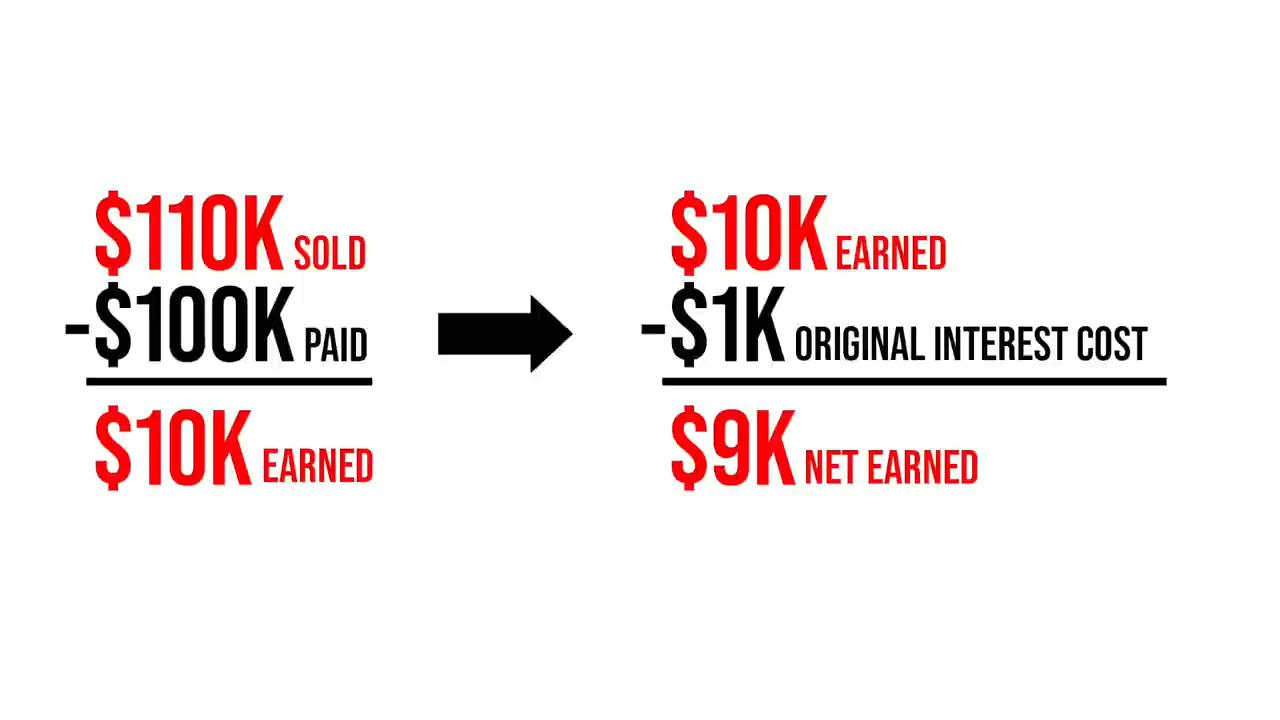 $110K SOLD
-$100K PAID
$10K EARNED
$10K EARNED
-$1K ORIGINAL INTEREST COST
$9K NET EARNED